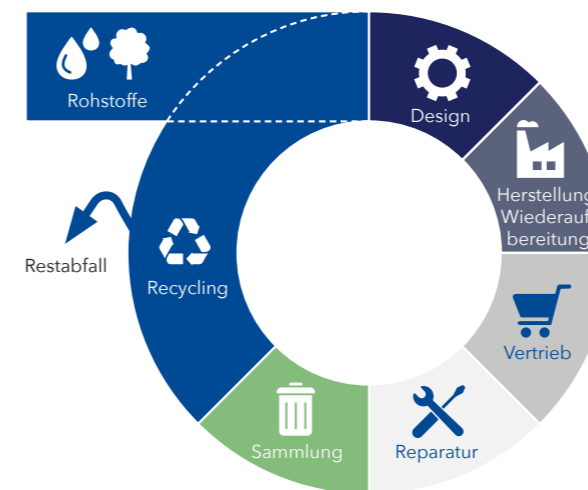 Rohstoffe
Design
Herstellung
Wiederauf
bereitung
Vertrieb
Reparatur
Sammlung
Recycling
Restabfall